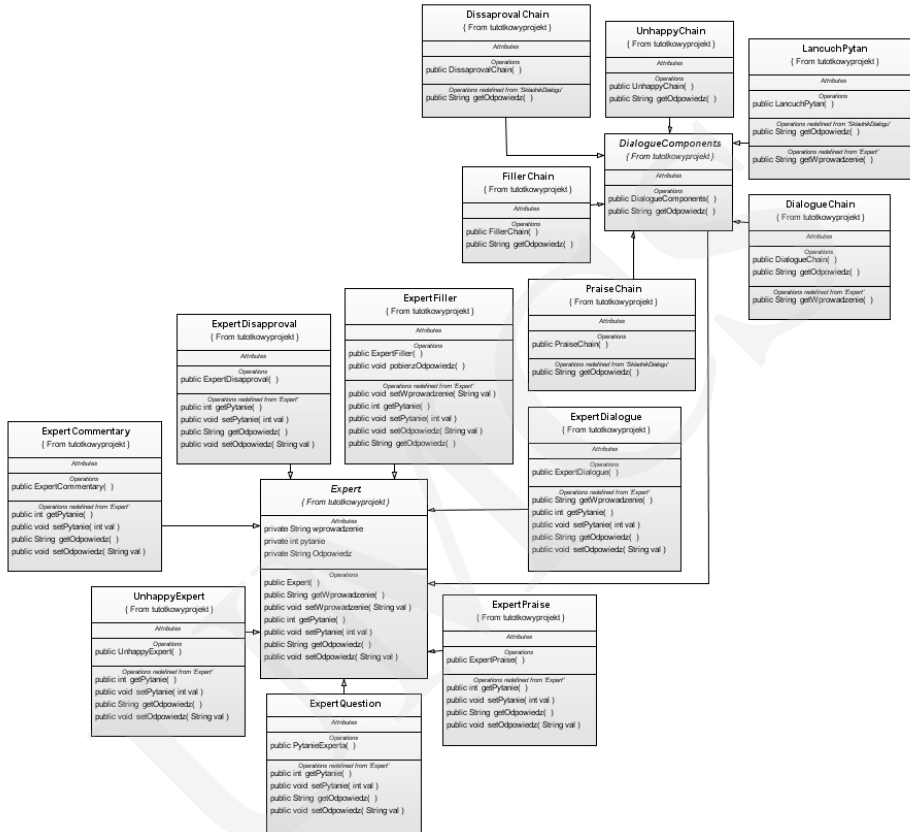 DissaprovalChain
{ From tutotkowyprojekt }
Attributes
Operations
public DissaprovalChain( )
Operations redefined from 'SkladnikDialogu'
public String getOdpowiedz( )
UnhappyChain
{ From tutotkowyprojekt }
Attributes
Operations
public UnhappyChain( )
public String getOdpowiedz( )
LancuchPytan
{ From tutotkowyprojekt }
Attributes
Operations
public LancuchPytan( )
Operations redefined from 'SkladnikDialogu'
public String getOdpowiedz( )
Operations redefined from 'Expert'
public String getWprowadzenie( )
DialogueComponents
{ From tutotkowyprojekt }
Attributes
Operations
public DialogueComponents( )
public String getOdpowiedz( )
FillerChain
{ From tutotkowyprojekt }
Attributes
Operations
public FillerChain( )
public String getOdpowiedz( )
DialogueChain
{ From tutotkowyprojekt }
Attributes
Operations
public DialogueChain( )
public String getOdpowiedz( )
Operations redefined from 'Expert'
public String getWprowadzenie( )
PraiseChain
{ From tutotkowyprojekt }
Attributes
Operations
public PraiseChain( )
Operations redefined from 'SkladnikDialogu'
public String getOdpowiedz( )
ExpertFiller
{ From tutotkowyprojekt }
Attributes
Operations
public ExpertFiller( )
public void pobierzOdpowiedz( )
Operations redefined from 'Expert'
public void setWprowadzenie( String val )
public int getPytanie( )
public void setPytanie( int val )
public void setOdpowiedz( String val )
public String getOdpowiedz( )
ExpertDisapproval
{ From tutotkowyprojekt }
Attributes
Operations
public ExpertDisapproval( )
Operations redefined from 'Expert'
public int getPytanie( )
public void setPytanie( int val )
public String getOdpowiedz( )
public void setOdpowiedz( String val )
ExpertDialogue
{ From tutotkowyprojekt }
Attributes
Operations
public ExpertDialogue( )
Operations redefined from 'Expert'
public String getWprowadzenie( )
public int getPytanie( )
public void setPytanie( int val )
public String getOdpowiedz( )
public void setOdpowiedz( String val )
ExpertCommentary
{ From tutotkowyprojekt }
Attributes
Operations
public ExpertCommentary( )
Operations redefined from 'Expert'
public int getPytanie( )
public void setPytanie( int val )
public String getOdpowiedz( )
public void setOdpowiedz( String val )
Expert
{ From tutotkowyprojekt }
Attributes
private String wprowadzenie
private int pytanie
private String Odpowiedz
Operations
public Expert( )
public String getWprowadzenie( )
public void setWprowadzenie( String val )
public int getPytanie( )
public void setPytanie( int val )
public String getOdpowiedz( )
public void setOdpowiedz( String val )
UnhappyExpert
{ From tutotkowyprojekt }
Attributes
Operations
public UnhappyExpert( )
Operations redefined from 'Expert'
public int getPytanie( )
public void setPytanie( int val )
public String getOdpowiedz( )
public void setOdpowiedz( String val )
ExpertPraise
{ From tutotkowyprojekt }
Attributes
Operations
public ExpertPraise( )
Operations redefined from 'Expert'
public int getPytanie( )
public void setPytanie( int val )
public String getOdpowiedz( )
public void setOdpowiedz( String val )
ExpertQuestion
{ From tutotkowyprojekt }
Attributes
Operations
public PytanieExperta( )
Operations redefined from 'Expert'
public int getPytanie( )
public void setPytanie( int val )
public String getOdpowiedz( )
public void setOdpowiedz( String val )
UMCS